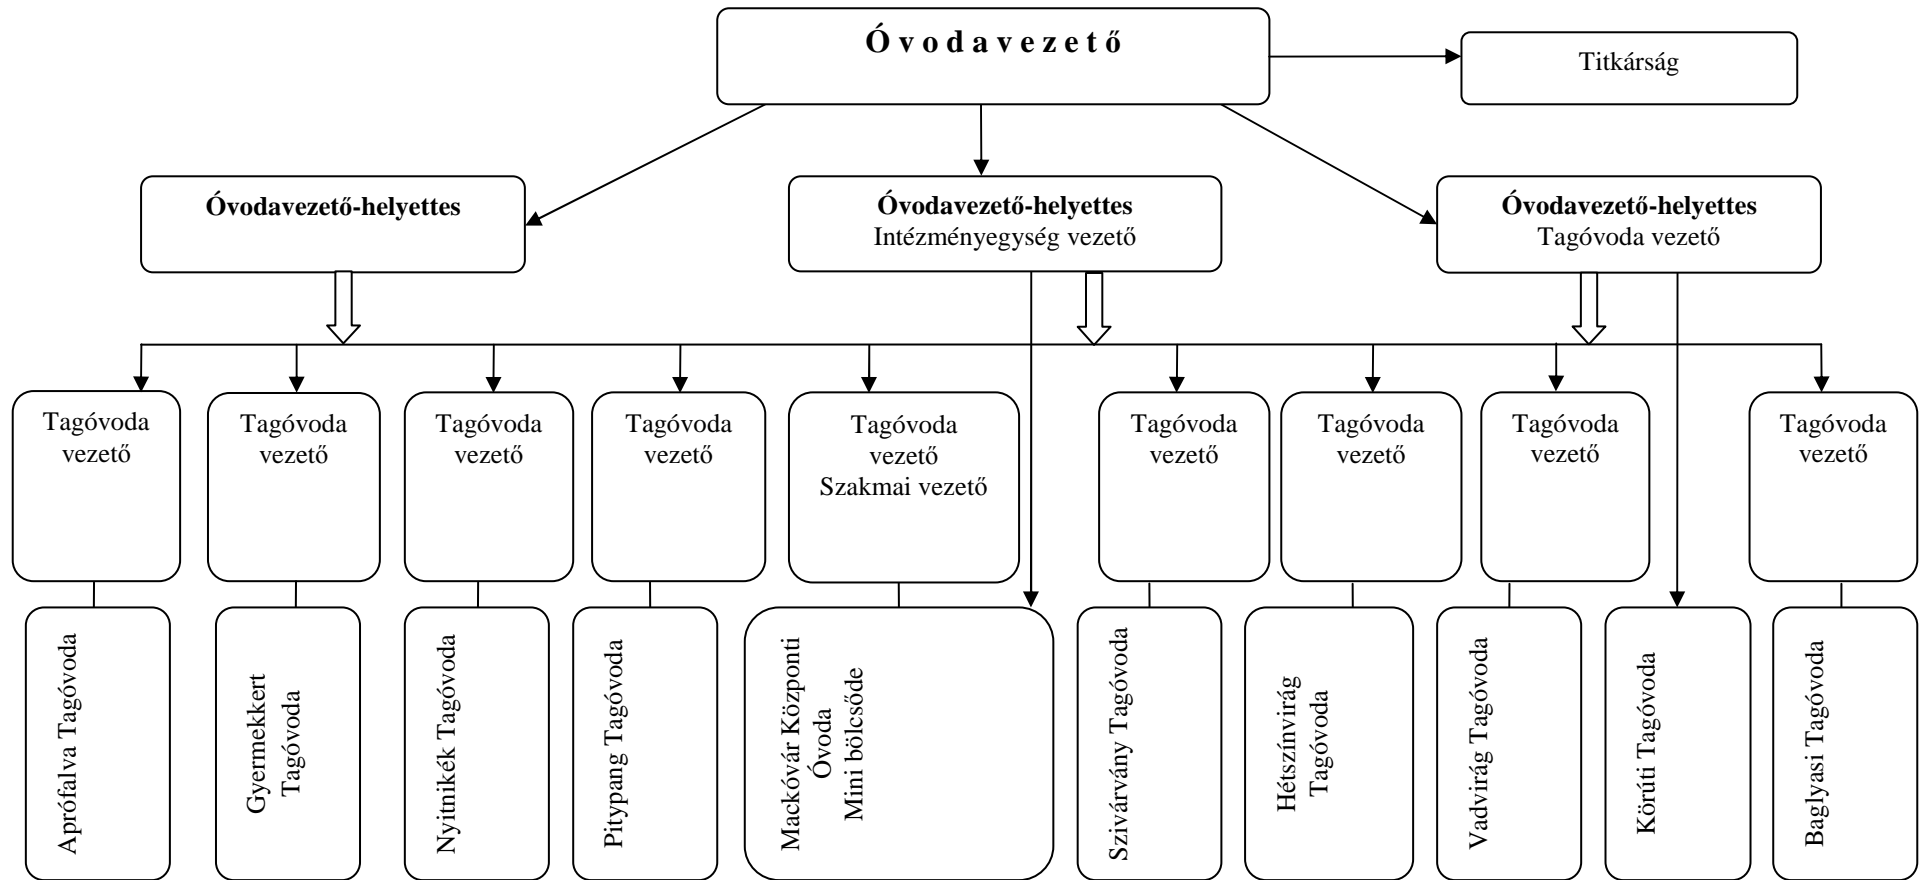 Óvodavezető
Titkárság
Óvodavezető-helyettes
Óvodavezető-helyettes
Intézményegység vezető
Óvodavezető-helyettes
Tagóvoda vezető
Tagóvoda
vezető
Tagóvoda
vezető
Tagóvoda
vezető
Tagóvoda
vezető
Tagóvoda
vezető
Szakmai vezető
Tagóvoda
vezető
Tagóvoda
vezető
Tagóvoda
vezető
Tagóvoda
vezető
Aprófalva Tagóvoda
Gyermekkert
Tagóvoda
Nyitnikék Tagóvoda
Pitypang Tagóvoda
Mackóvár Központi
Óvoda
Mini bölcsőde
Szivárvány Tagóvoda
Hétszínvirág
Tagóvoda
Vadvirág Tagóvoda
Körúti Tagóvoda
Baglyasi Tagóvoda